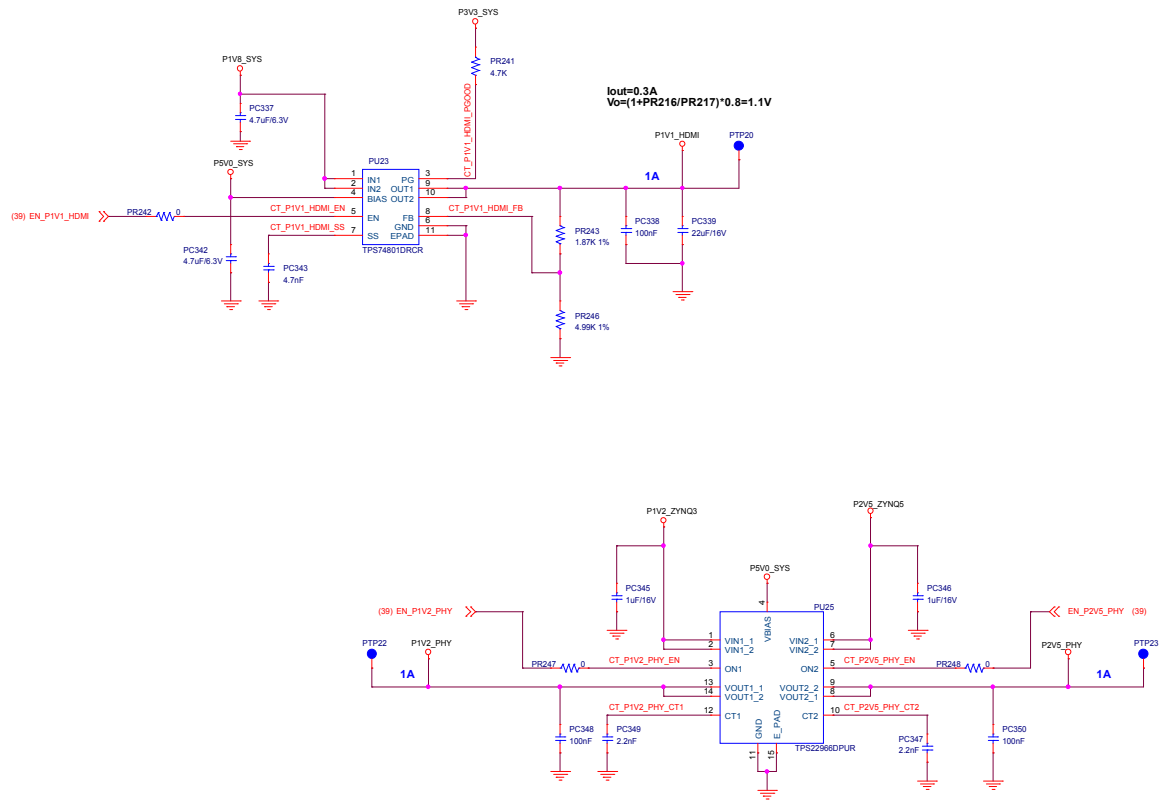 P3V3_SYS
PR241
4.7K
P1V8_SYS
PC337
4.7uF/6.3V
CT_P1V1_HDMI_PGOOD
Iout=0.3A
Vo=(1+PR216/PR217)*0.8=1.1V
P1V1_HDMI
PTP20
P5V0_SYS
PU23
1 IN1 PG 3
2 IN2 OUT1 9
4 BIAS OUT2 10
1A
(39) EN_P1V1_HDMI
PR242 0
CT_P1V1_HDMI_EN
5 EN FB 8
CT_P1V1_HDMI_FB
GND 6
CT_P1V1_HDMI_SS
7 SS EPAD 11
TPS74801DRCR
PC342
4.7uF/6.3V
PC343
4.7nF
PR243
1.87K 1%
PC338
100nF
PC339
22uF/16V
PR246
4.99K 1%
P1V2_ZYNQ3
P2V5_ZYNQ5
P5V0_SYS
PC345
1uF/16V
PC346
1uF/16V
PU25
4
VBIAS
(39) EN_P1V2_PHY
EN_P2V5_PHY (39)
1 VIN1_1 VIN2_1 6
2 VIN1_2 VIN2_2 7
PTP22
P1V2_PHY
P2V5_PHY
PTP23
PR247 0
CT_P1V2_PHY_EN
3 ON1 ON2 5
CT_P2V5_PHY_EN
PR248 0
1A
1A
13 VOUT1_1 VOUT2_2 9
14 VOUT1_2 VOUT2_1 8
CT_P1V2_PHY_CT1
12 CT1 CT2 10
CT_P2V5_PHY_CT2
GND
E_PAD
11
15
TPS22966DPUR
PC348
100nF
PC349
2.2nF
PC347
2.2nF
PC350
100nF